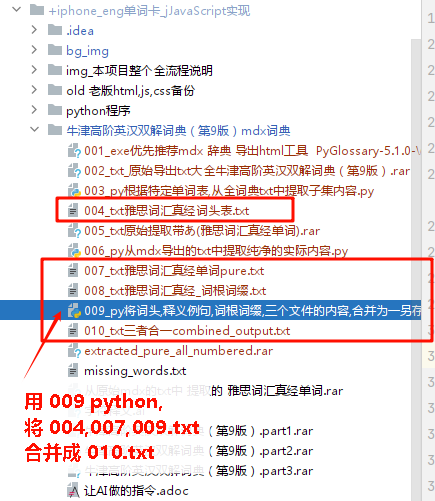 +iphone_eng单词卡_jJavaScript实现
.idea
bg_img
img_本项目整个全流程说明
old 老版html,js,css备份
python程序
牛津高阶英汉双解词典（第9版）mdx词典
001_exe优先推荐mdx 辞典 导出html工具 PyGlossary-5.1.0-
002_txt_原始导出txt大全牛津高阶英汉双解词典（第9版）.rar
003_py根据特定单词表,从全词典txt中提取子集内容.py
004_txt雅思词汇真经词头表.txt
005_txt原始提取带あ(雅思词汇真经单词).rar
006_py从mdx导出的txt中提取纯净的实际内容.py
007_txt雅思词汇真经单词pure.txt
008_txt雅思词汇真经_词根词缀.txt
009_py将词头,释义例句,词根词缀,三个文件的内容,合并为一另存
010_txt三者合一combined_output.txt
extracted_pure_all_numbered.rar
missing_words.txt
提取的 雅思词汇真经单词.rar
（第9版）.part1.rar
（第9版）.part2.rar
（第9版）.part3.rar
让AI做的指令.adoc
用 009 python,
将 004,007,009.txt
合并成 010.txt